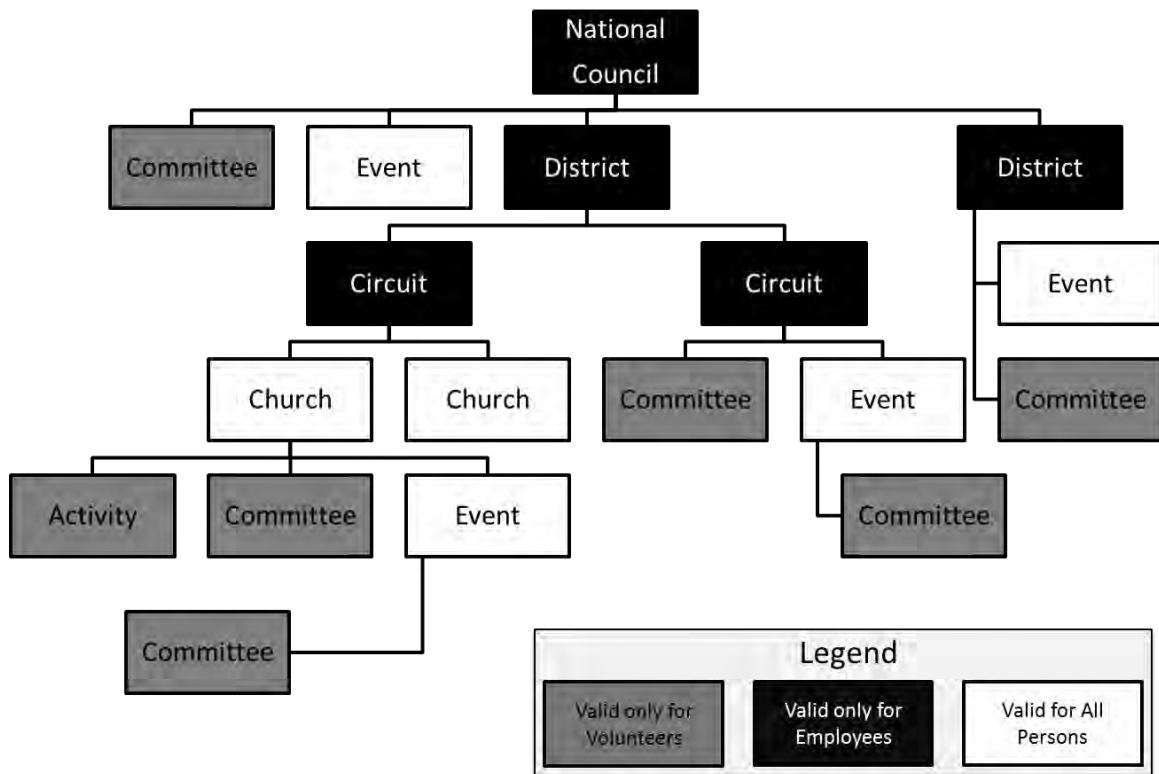 National
Council
Committee
Event
District
District
Circuit
Circuit
Event
Church
Church
Committee
Event
Committee
Activity
Committee
Event
Committee
Committee
Legend
Valid only for
Volunteers
Valid only for
Employees
Valid for All
Persons